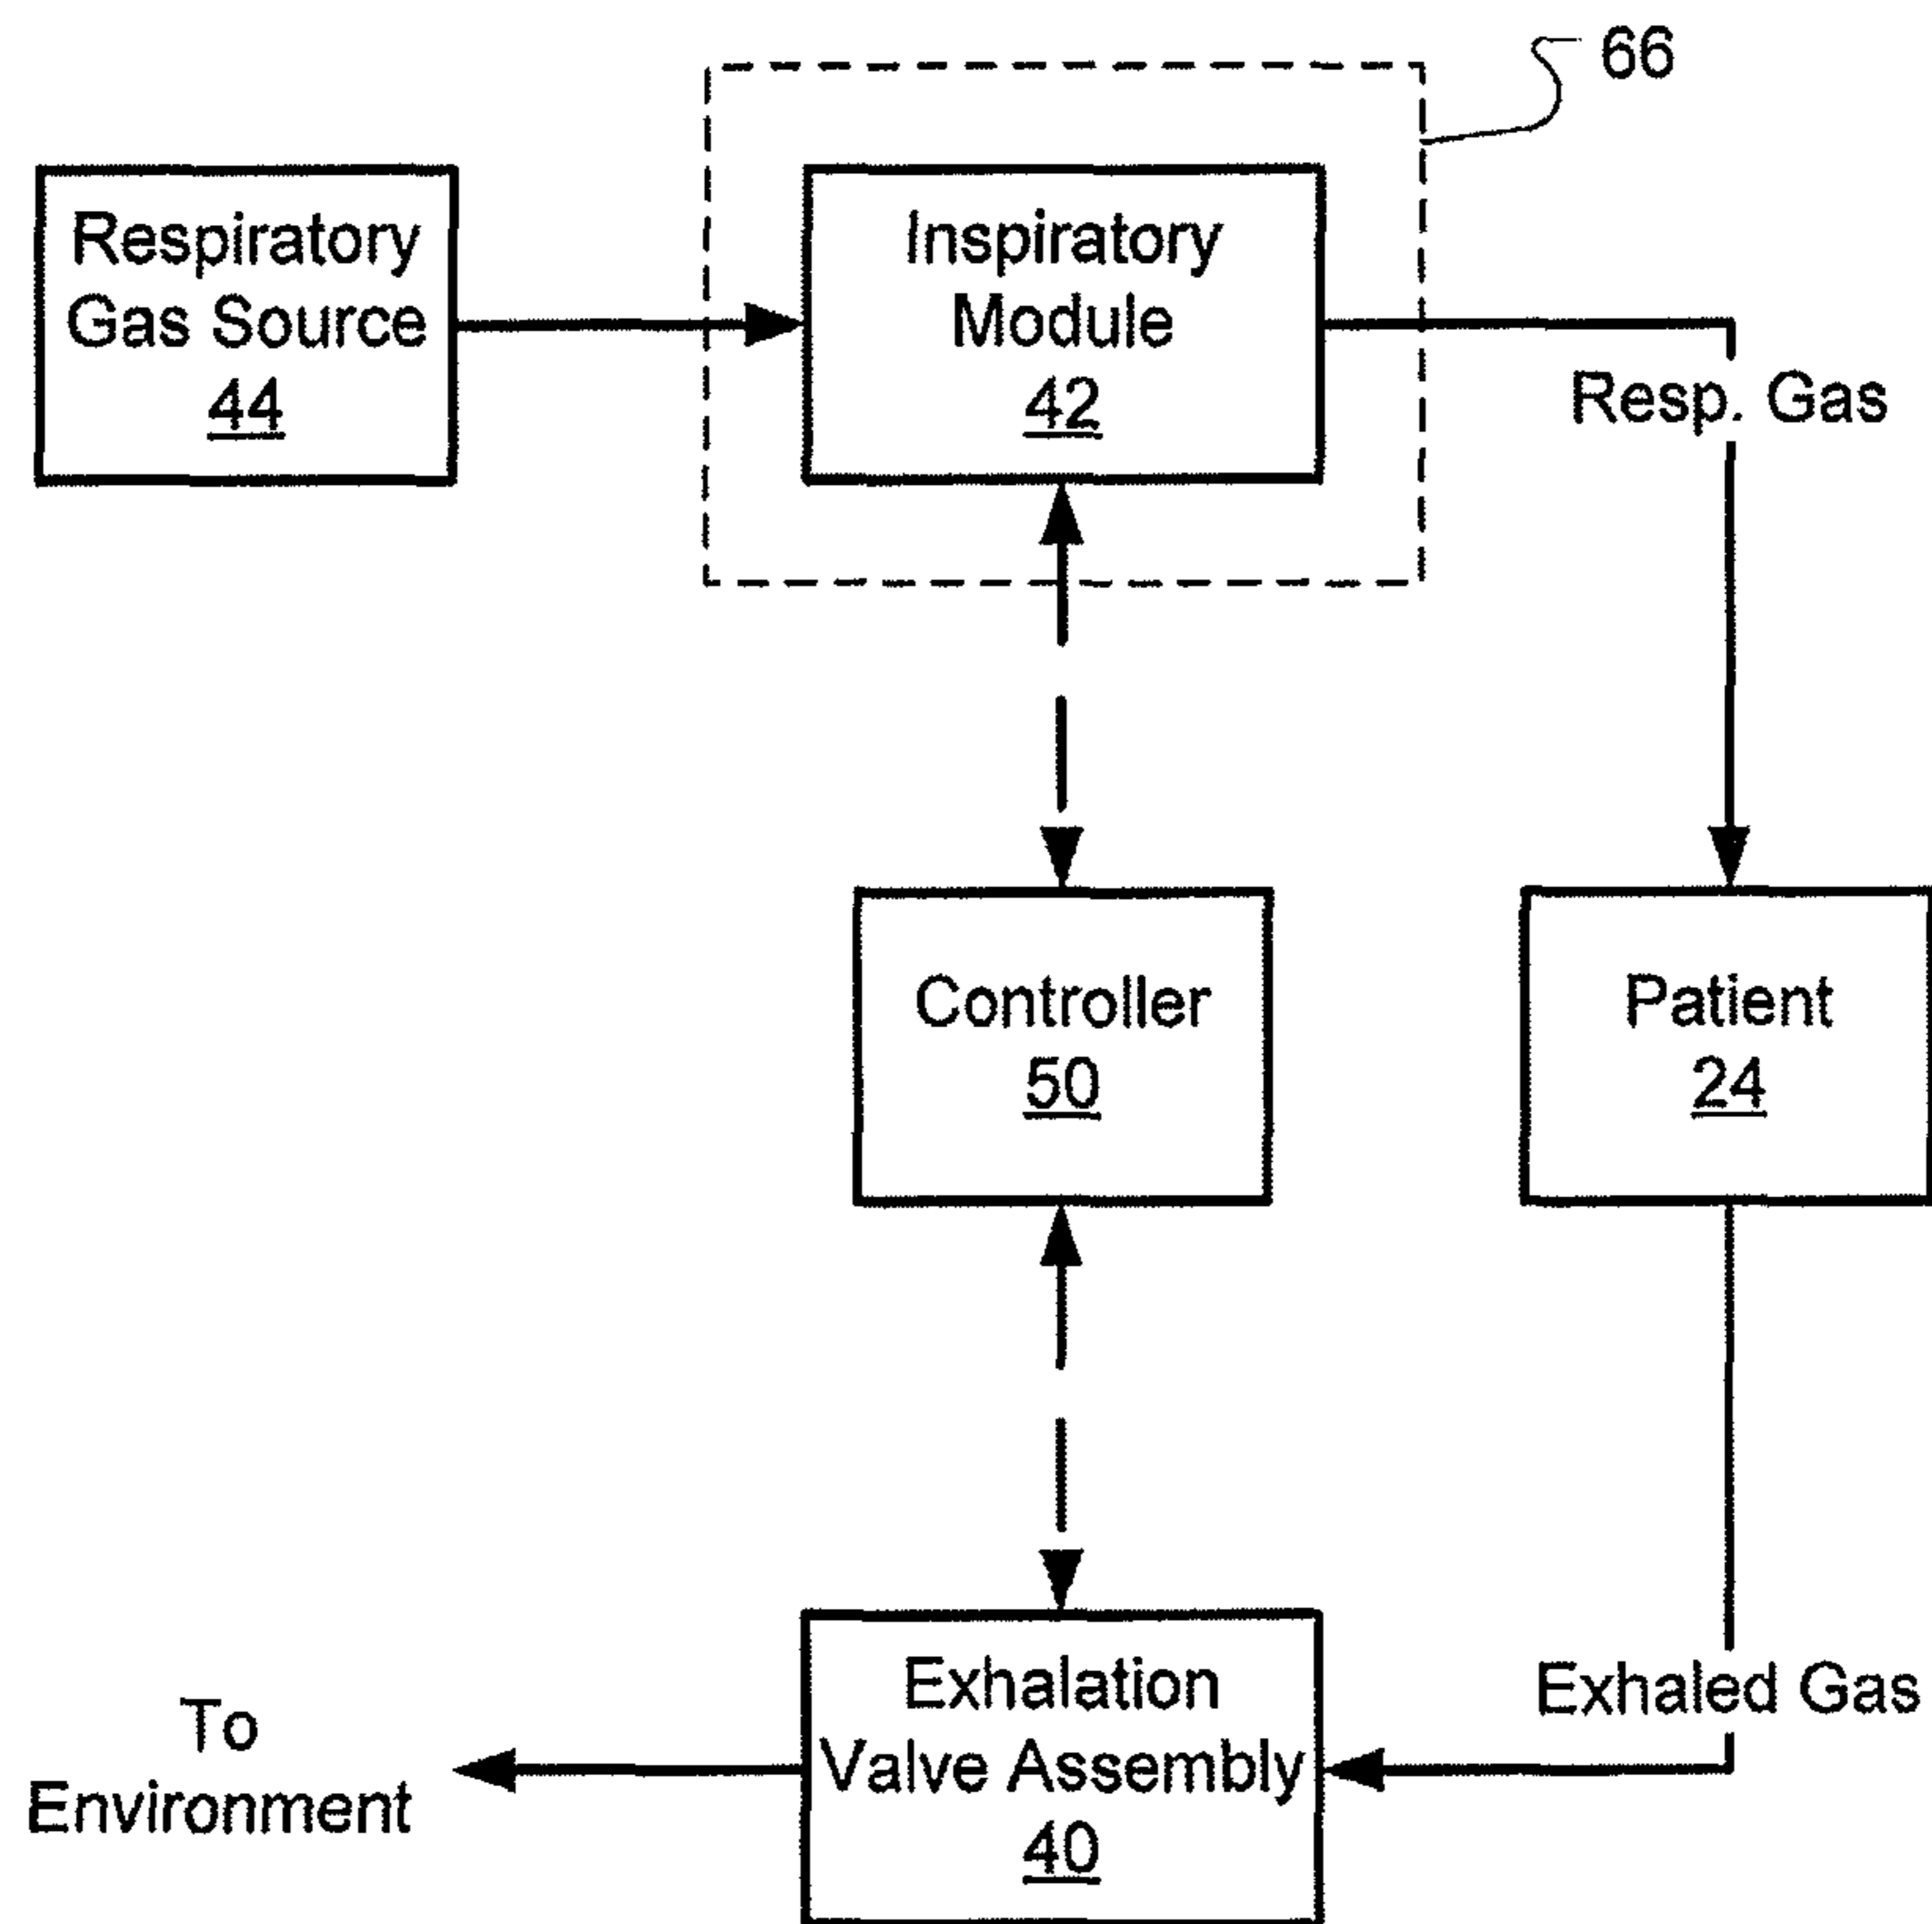 66
Respiratory
Gas Source
44
Inspiratory
Module
42
Resp. Gas
Controller
50
Patient
24
To
Environment
Exhalation
Valve Assembly
40
Exhaled Gas